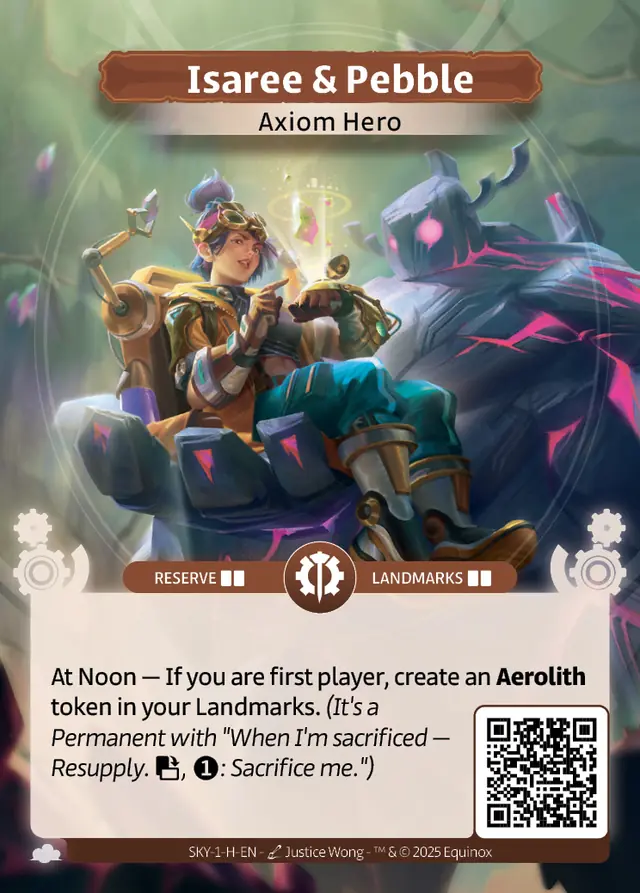 Isaree & Pebble
Axiom Hero
RESERVE
LANDMARKS
At Noon — If you are first player, create an Aerolith
token in your Landmarks. (It's a
Permanent with "When I'm sacrificed —
Resupply. , 1: Sacrifice me.")
SKY-1-H-EN - Justice Wong - ™ & © 2025 Equinox